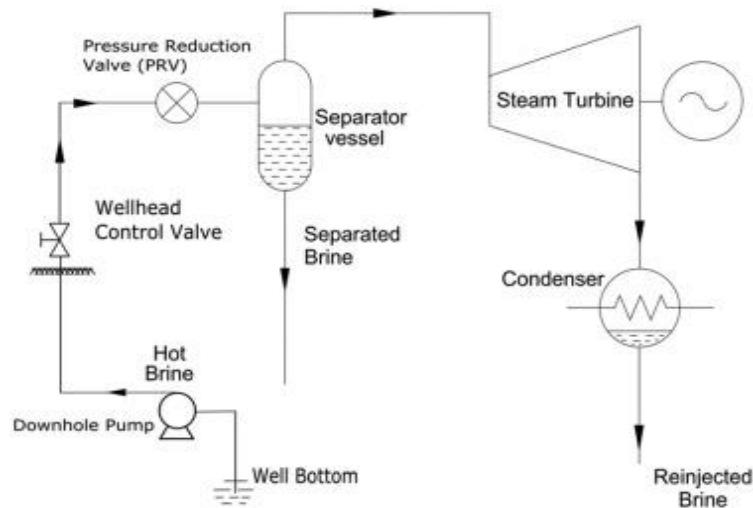 Pressure Reduction
Valve (PRV)
Steam Turbine
Separator
vessel
Wellhead
Control Valve
Separated
Brine
Condenser
Hot
Brine
Downhole Pump
Well Bottom
Reinjected
Brine